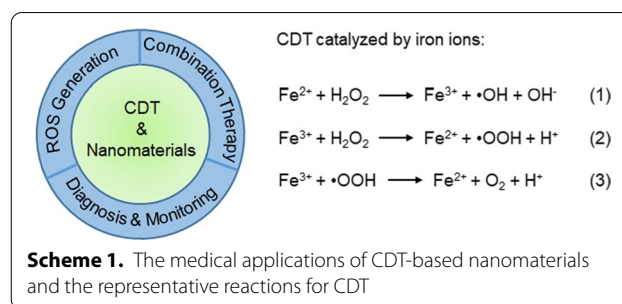 ROS Generation
Combination Therapy
Diagnosis & Monitoring
CDT
&
Nanomaterials
CDT catalyzed by iron ions:
Fe²⁺ + H₂O₂ ⟶ Fe³⁺ + •OH + OH⁻ (1)
Fe³⁺ + H₂O₂ ⟶ Fe²⁺ + •OOH + H⁺ (2)
Fe³⁺ + •OOH ⟶ Fe²⁺ + O₂ + H⁺ (3)
Scheme 1. The medical applications of CDT-based nanomaterials
and the representative reactions for CDT